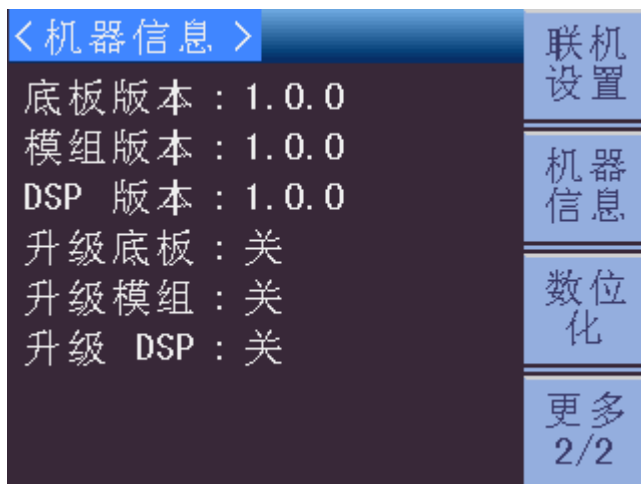 <机器信息 >
底板版本：1.0.0
模组版本：1.0.0
DSP 版本：1.0.0
升级底板：关
升级模组：关
升级 DSP：关
联机
设置
机器
信息
数位
化
更多
2/2